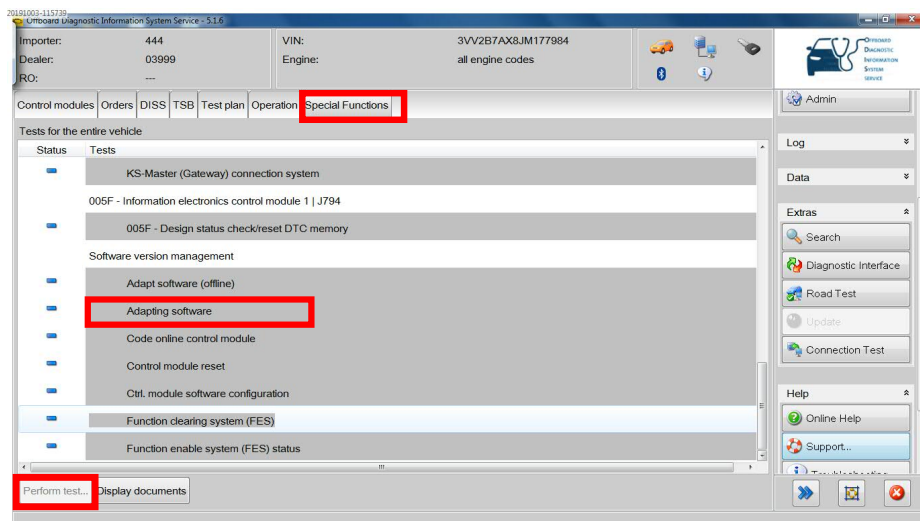 20191003-115739
Offboard Diagnostic Information System Service - 5.1.6
Importer: 444 VIN: 3VV2B7AX8JM177984
Dealer: 03999 Engine: all engine codes
RO: ---
OFFBOARD
DIAGNOSTIC
INFORMATION
SYSTEM
SERVICE
Control modules Orders DISS TSB Test plan Operation Special Functions
Tests for the entire vehicle
Status Tests
KS-Master (Gateway) connection system
005F - Information electronics control module 1 | J794
005F - Design status check/reset DTC memory
Software version management
Adapt software (offline)
Adapting software
Code online control module
Control module reset
Ctrl. module software configuration
Function clearing system (FES)
Function enable system (FES) status
Perform test... Display documents
Admin
Log
Data
Extras
Search
Diagnostic Interface
Road Test
Update
Connection Test
Help
Online Help
Support...